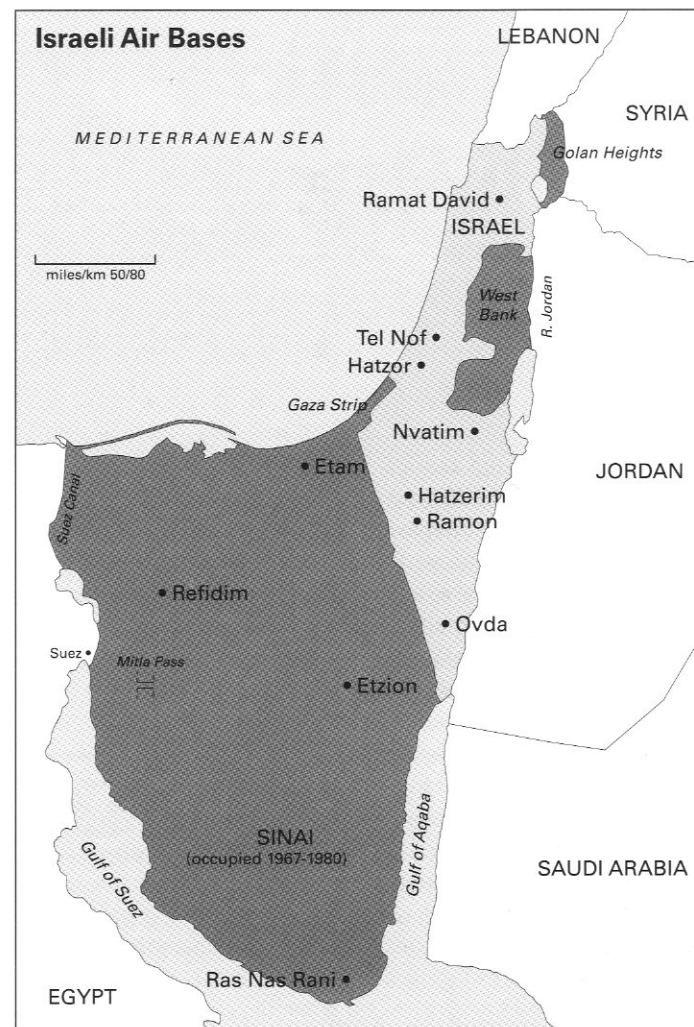 Israeli Air Bases
LEBANON
SYRIA
MEDITERRANEAN SEA
Golan Heights
Ramat David
ISRAEL
miles/km 50/80
West
Bank
R. Jordan
Tel Nof
Hatzor
Gaza Strip
Nvatim
Etam
JORDAN
Suez Canal
Hatzerim
Ramon
Refidim
Ovda
Suez
Mitla Pass
Etzion
Gulf of Aqaba
SINAI
(occupied 1967-1980)
Gulf of Suez
SAUDI ARABIA
Ras Nas Rani
EGYPT